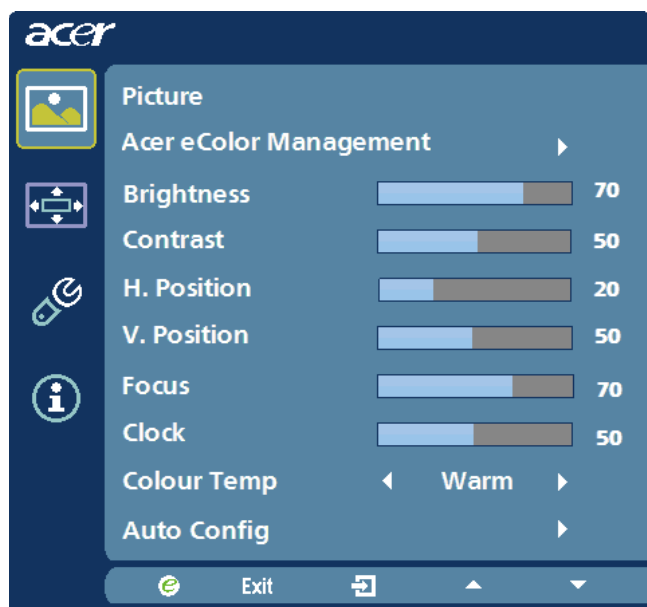 acer
Picture
Acer eColor Management
Brightness 70
Contrast 50
H. Position 20
V. Position 50
Focus 70
Clock 50
Colour Temp Warm
Auto Config
e Exit